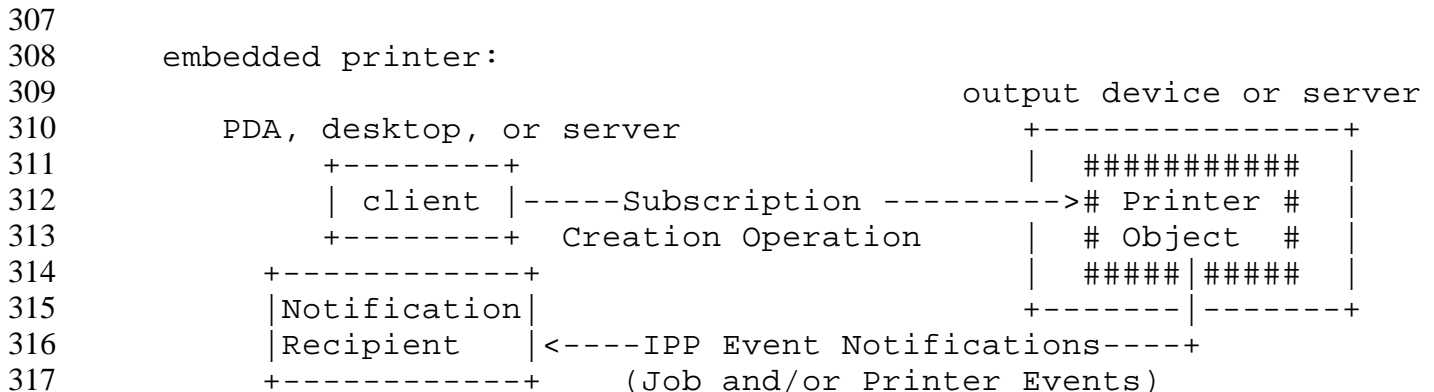 307
308 embedded printer:
309 output device or server
310 PDA, desktop, or server +---------------+
311 +--------+ | ########### |
312 | client |-----Subscription ---------># Printer # |
313 +--------+ Creation Operation | # Object # |
314 +------------+ | #####|##### |
315 |Notification| +-------|-------+
316 |Recipient |<----IPP Event Notifications----+
317 +------------+ (Job and/or Printer Events)